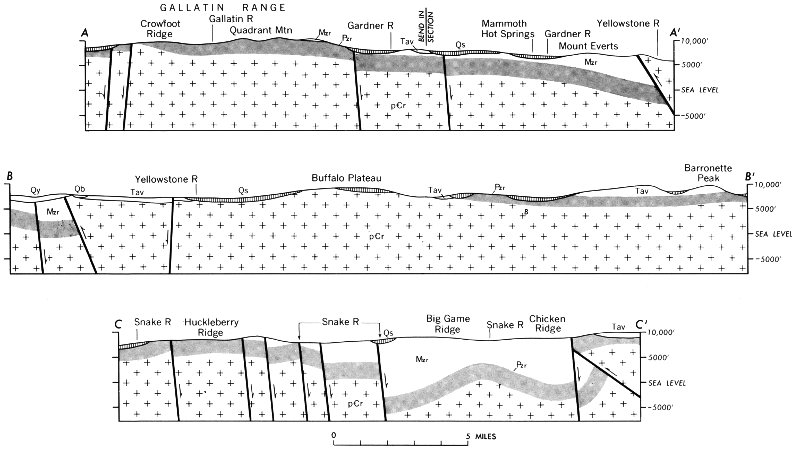 GALLATIN RANGE
A
Crowfoot
Ridge
Gallatin R
Quadrant Mtn
Mzr
Pzr
Gardner R
Tav
BEND IN
SECTION
Qs
Mammoth
Hot Springs
Gardner R
Mount Everts
Yellowstone R
A'
Mzr
pCr
10,000'
5000'
SEA LEVEL
–5000'
B
Qy
Qb
Tav
Yellowstone R
Qs
Buffalo Plateau
Tav
Pzr
Tav
Barronette
Peak
B'
Mzr
pCr
10,000'
5000'
SEA LEVEL
–5000'
C
Snake R
Huckleberry
Ridge
Snake R
Qs
Big Game
Ridge
Snake R
Chicken
Ridge
Tav
C'
Mzr
Pzr
pCr
10,000'
5000'
SEA LEVEL
–5000'
0 5 MILES